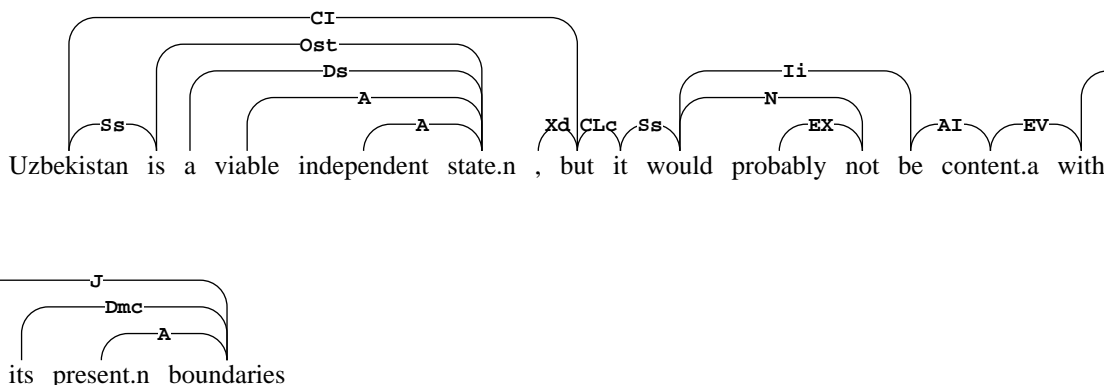 CI
Ost
Ds Ii
A N
Ss A Xd CLc Ss EX AI EV
Uzbekistan is a viable independent state.n , but it would probably not be content.a with
J
Dmc
A
its present.n boundaries